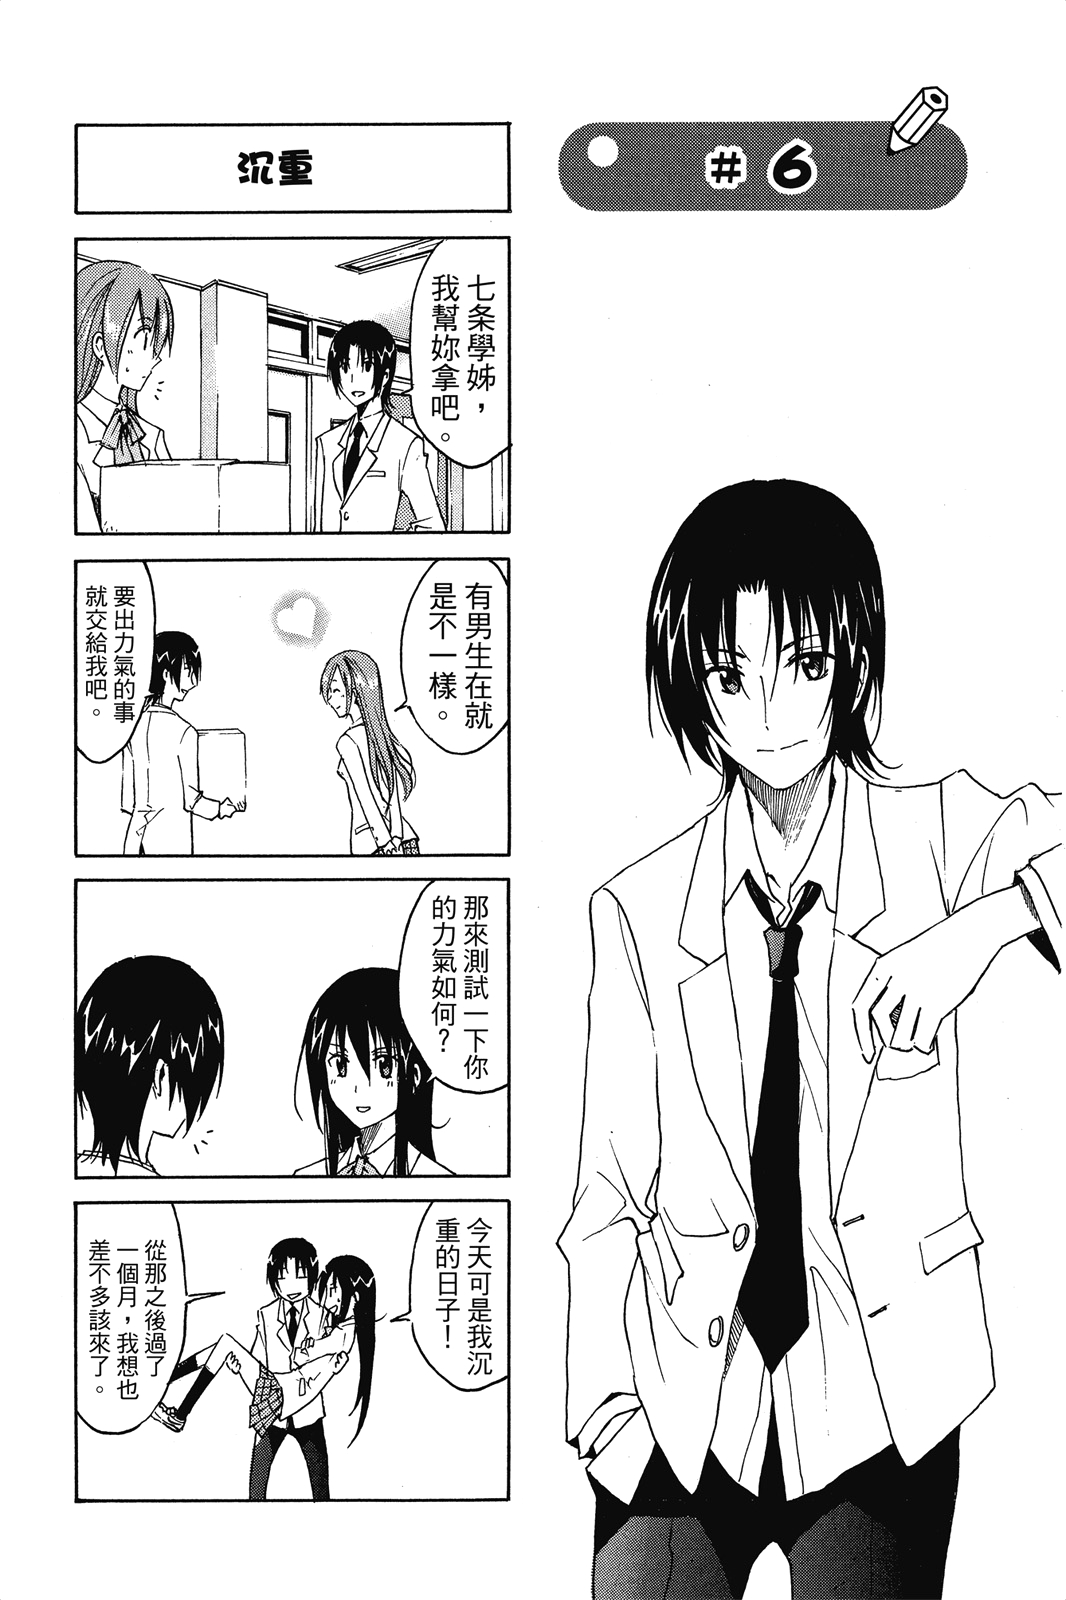 # 6
沉重
七条學姊，
我幫妳拿吧。
有男生在就
是不一樣。
要出力氣的事
就交給我吧。
那來測試一下你
的力氣如何？
今天可是我沉
重的日子！
從那之後過了
一個月，我想也
差不多該來了。